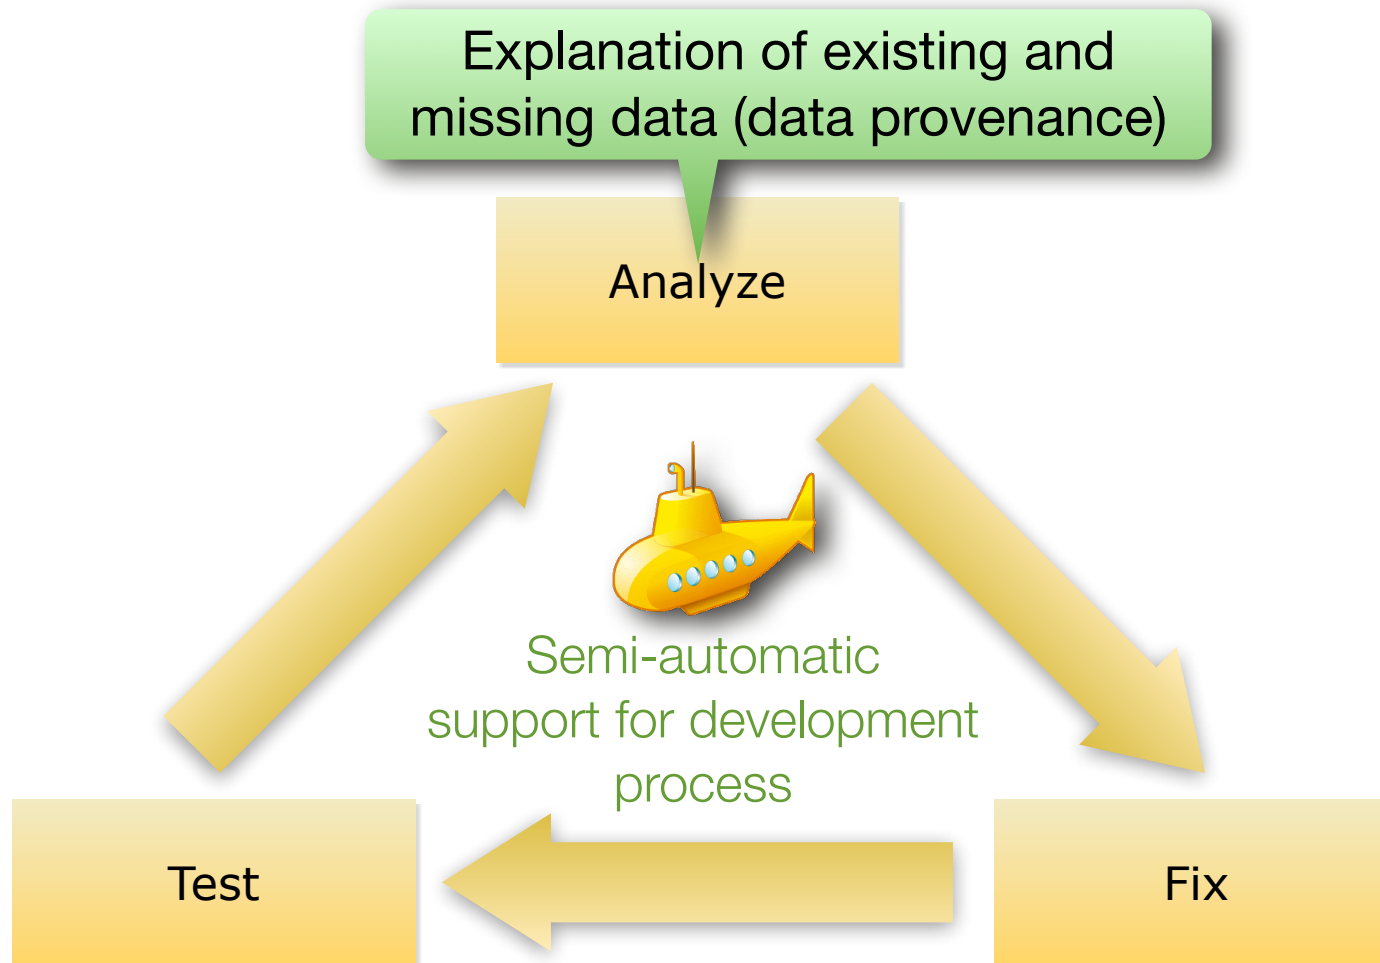 Explanation of existing and
missing data (data provenance)
Analyze
Semi-automatic
support for development
process
Test
Fix